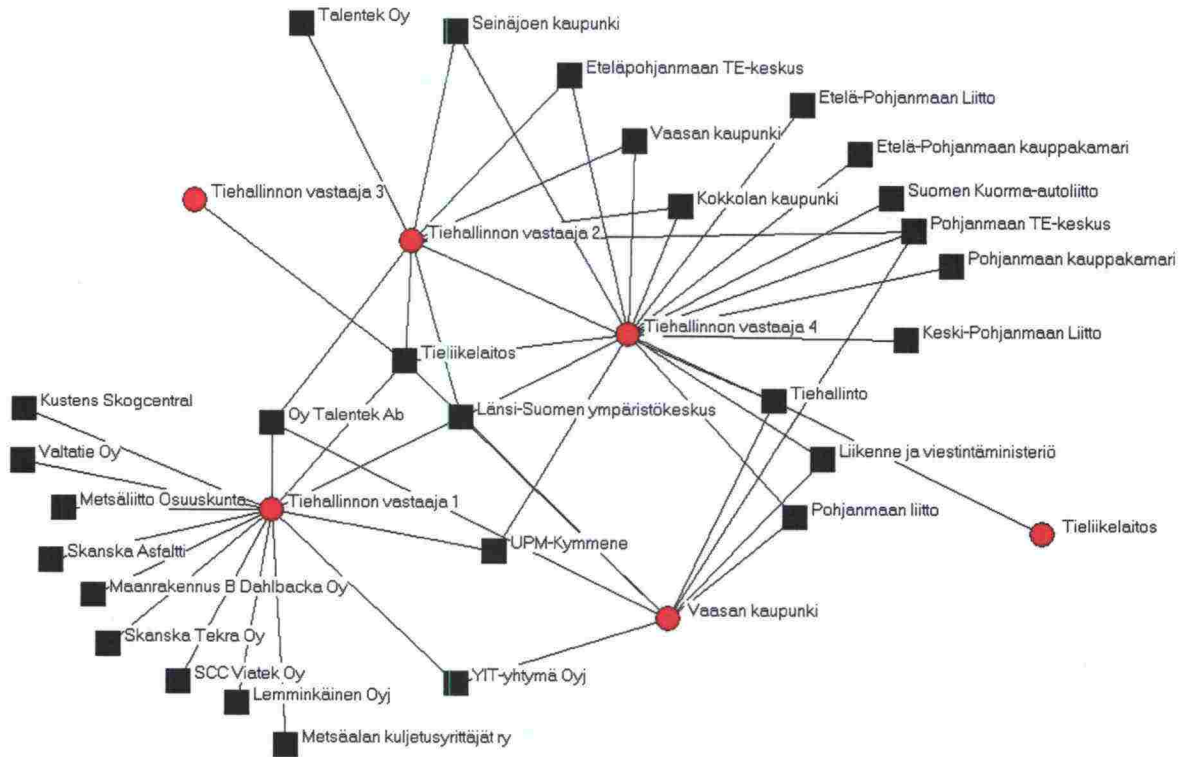 Talentek Oy
Seinäjoen kaupunki
Eteläpohjanmaan TE-keskus
Etelä-Pohjanmaan Liitto
Vaasan kaupunki
Etelä-Pohjanmaan kauppakamari
Tiehallinnon vastaaja 3
Suomen Kuorma-autoliitto
Kokkolan kaupunki
Pohjanmaan TE-keskus
Tiehallinnon vastaaja 2
Pohjanmaan kauppakamari
Tiehallinnon vastaaja 4
Keski-Pohjanmaan Liitto
Tieliikelaitos
Tiehallinto
Kustens Skogcentral
Oy Talentek Ab
Länsi-Suomen ympäristökeskus
Valtatie Oy
Liikenne ja viestintäministeriö
Metsäliitto Osuuskunta
Tiehallinnon vastaaja 1
Pohjanmaan liitto
Tieliikelaitos
Skanska Asfaltti
UPM-Kymmene
Maanrakennus B Dahlbacka Oy
Vaasan kaupunki
Skanska Tekra Oy
SCC Viatek Oy
YIT-yhtymä Oyj
Lemminkäinen Oyj
Metsäalan kuljetusyrittäjät ry